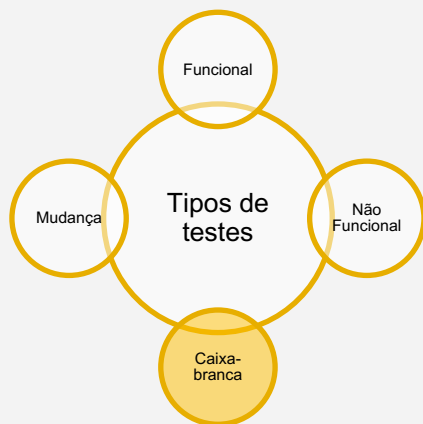 Funcional
Tipos de
testes
Mudança
Não
Funcional
Caixa-
branca